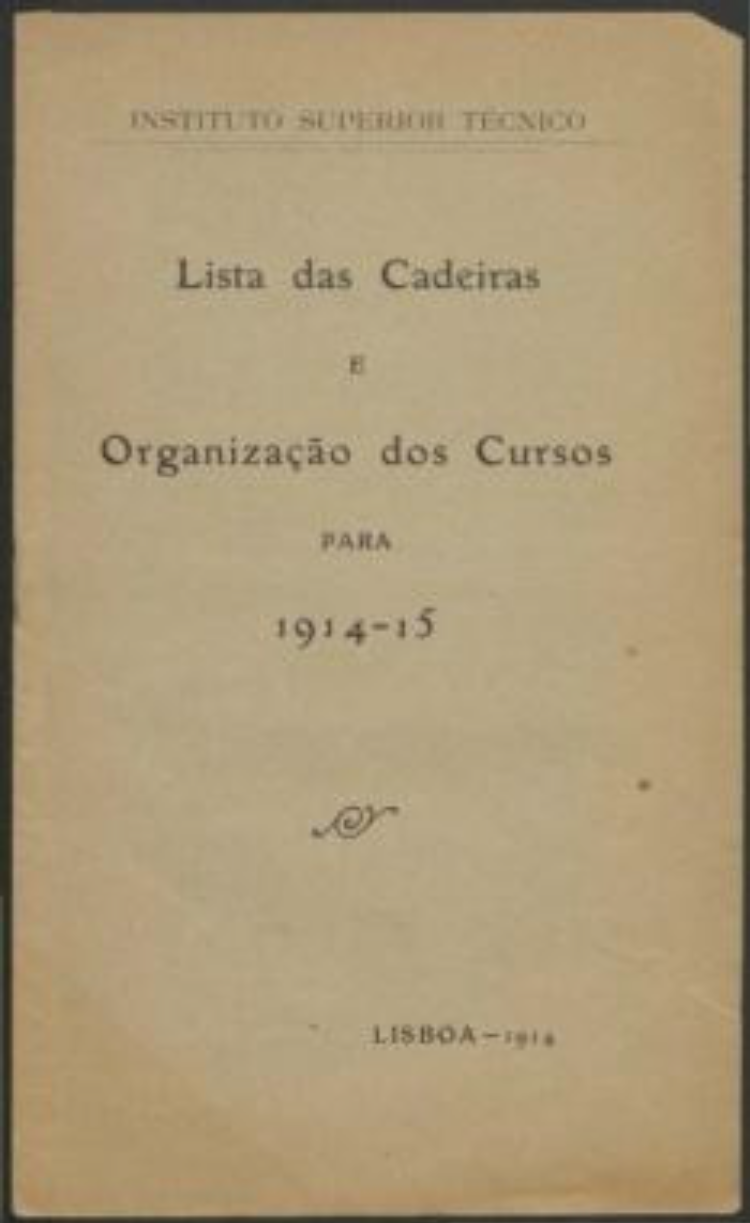 INSTITUTO SUPERIOR TÉCNICO
Lista das Cadeiras
E
Organização dos Cursos
PARA
1914-15
LISBOA—1914